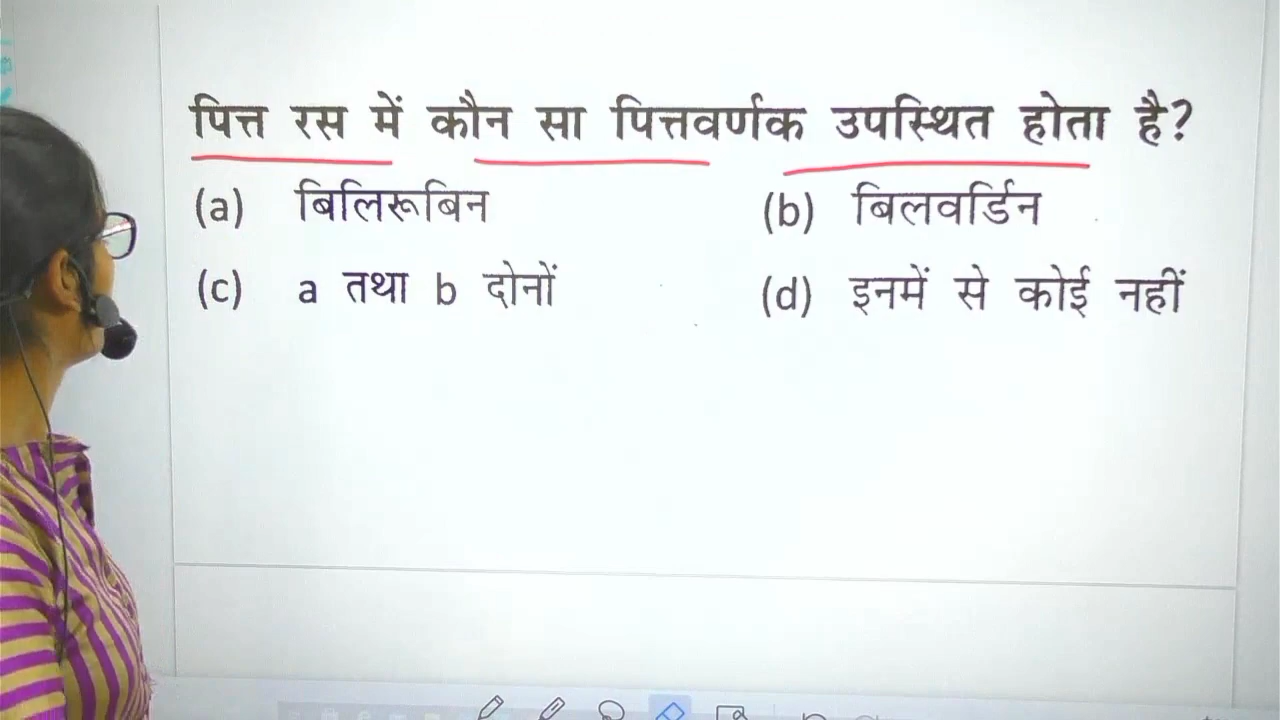 पित्त रस में कौन सा पित्तवर्णक उपस्थित होता है?
(a) बिलिरूबिन (b) बिलवर्डिन
(c) a तथा b दोनों (d) इनमें से कोई नहीं